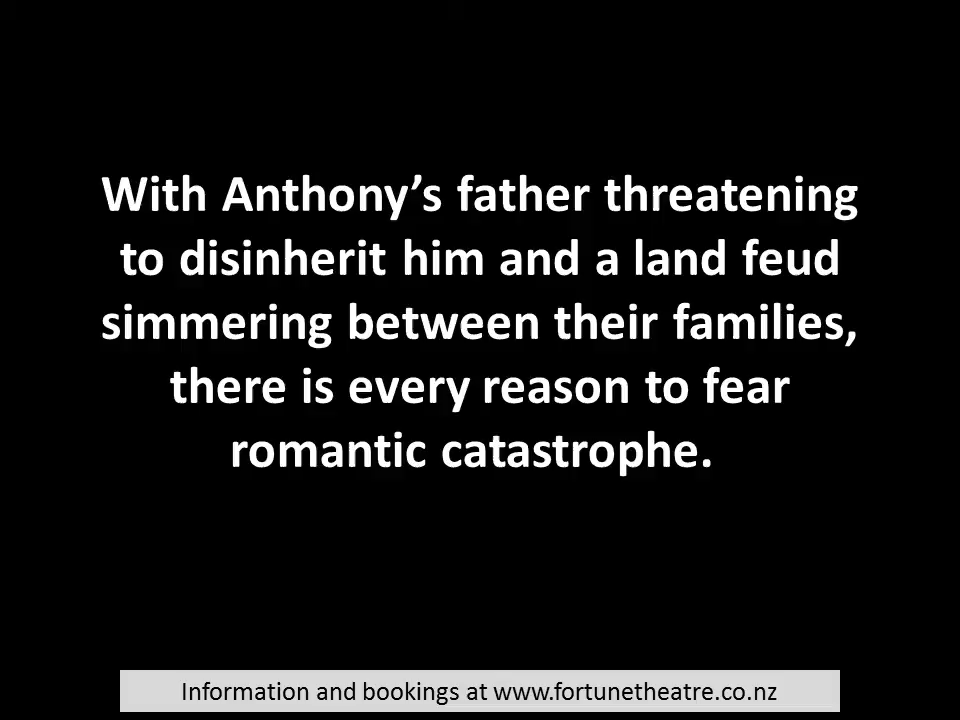 With Anthony’s father threatening
to disinherit him and a land feud
simmering between their families,
there is every reason to fear
romantic catastrophe.
Information and bookings at www.fortunetheatre.co.nz